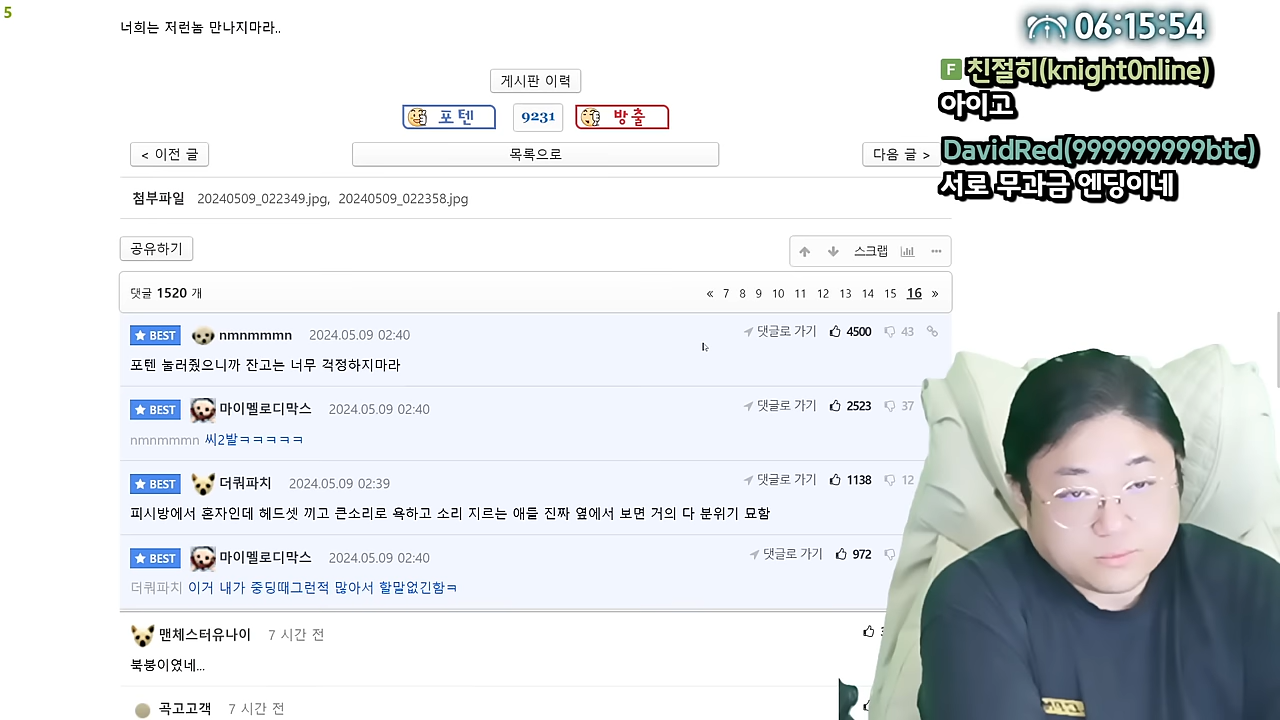 5
너희는 저런놈 만나지마라..
06:15:54
F 친절히(knight0nline)
아이고
DavidRed(999999999btc)
서로 무과금 엔딩이네
게시판 이력
포텐 9231 방출
< 이전 글 목록으로 다음 글 >
첨부파일 20240509_022349.jpg, 20240509_022358.jpg
공유하기 스크랩
댓글 1520 개 « 7 8 9 10 11 12 13 14 15 16 »
BEST nmnmmmn 2024.05.09 02:40 댓글로 가기 4500 43
포텐 눌러줬으니까 잔고는 너무 걱정하지마라
BEST 마이멜로디막스 2024.05.09 02:40 댓글로 가기 2523 37
nmnmmmn 씨2발ㅋㅋㅋㅋㅋ
BEST 더쿼파치 2024.05.09 02:39 댓글로 가기 1138 12
피시방에서 혼자인데 헤드셋 끼고 큰소리로 욕하고 소리 지르는 애들 진짜 옆에서 보면 거의 다 분위기 묘함
BEST 마이멜로디막스 2024.05.09 02:40 댓글로 가기 972
더쿼파치 이거 내가 중딩때그런적 많아서 할말없긴함ㅋ
맨체스터유나이 7 시간 전
북붕이였네...
곡고고객 7 시간 전